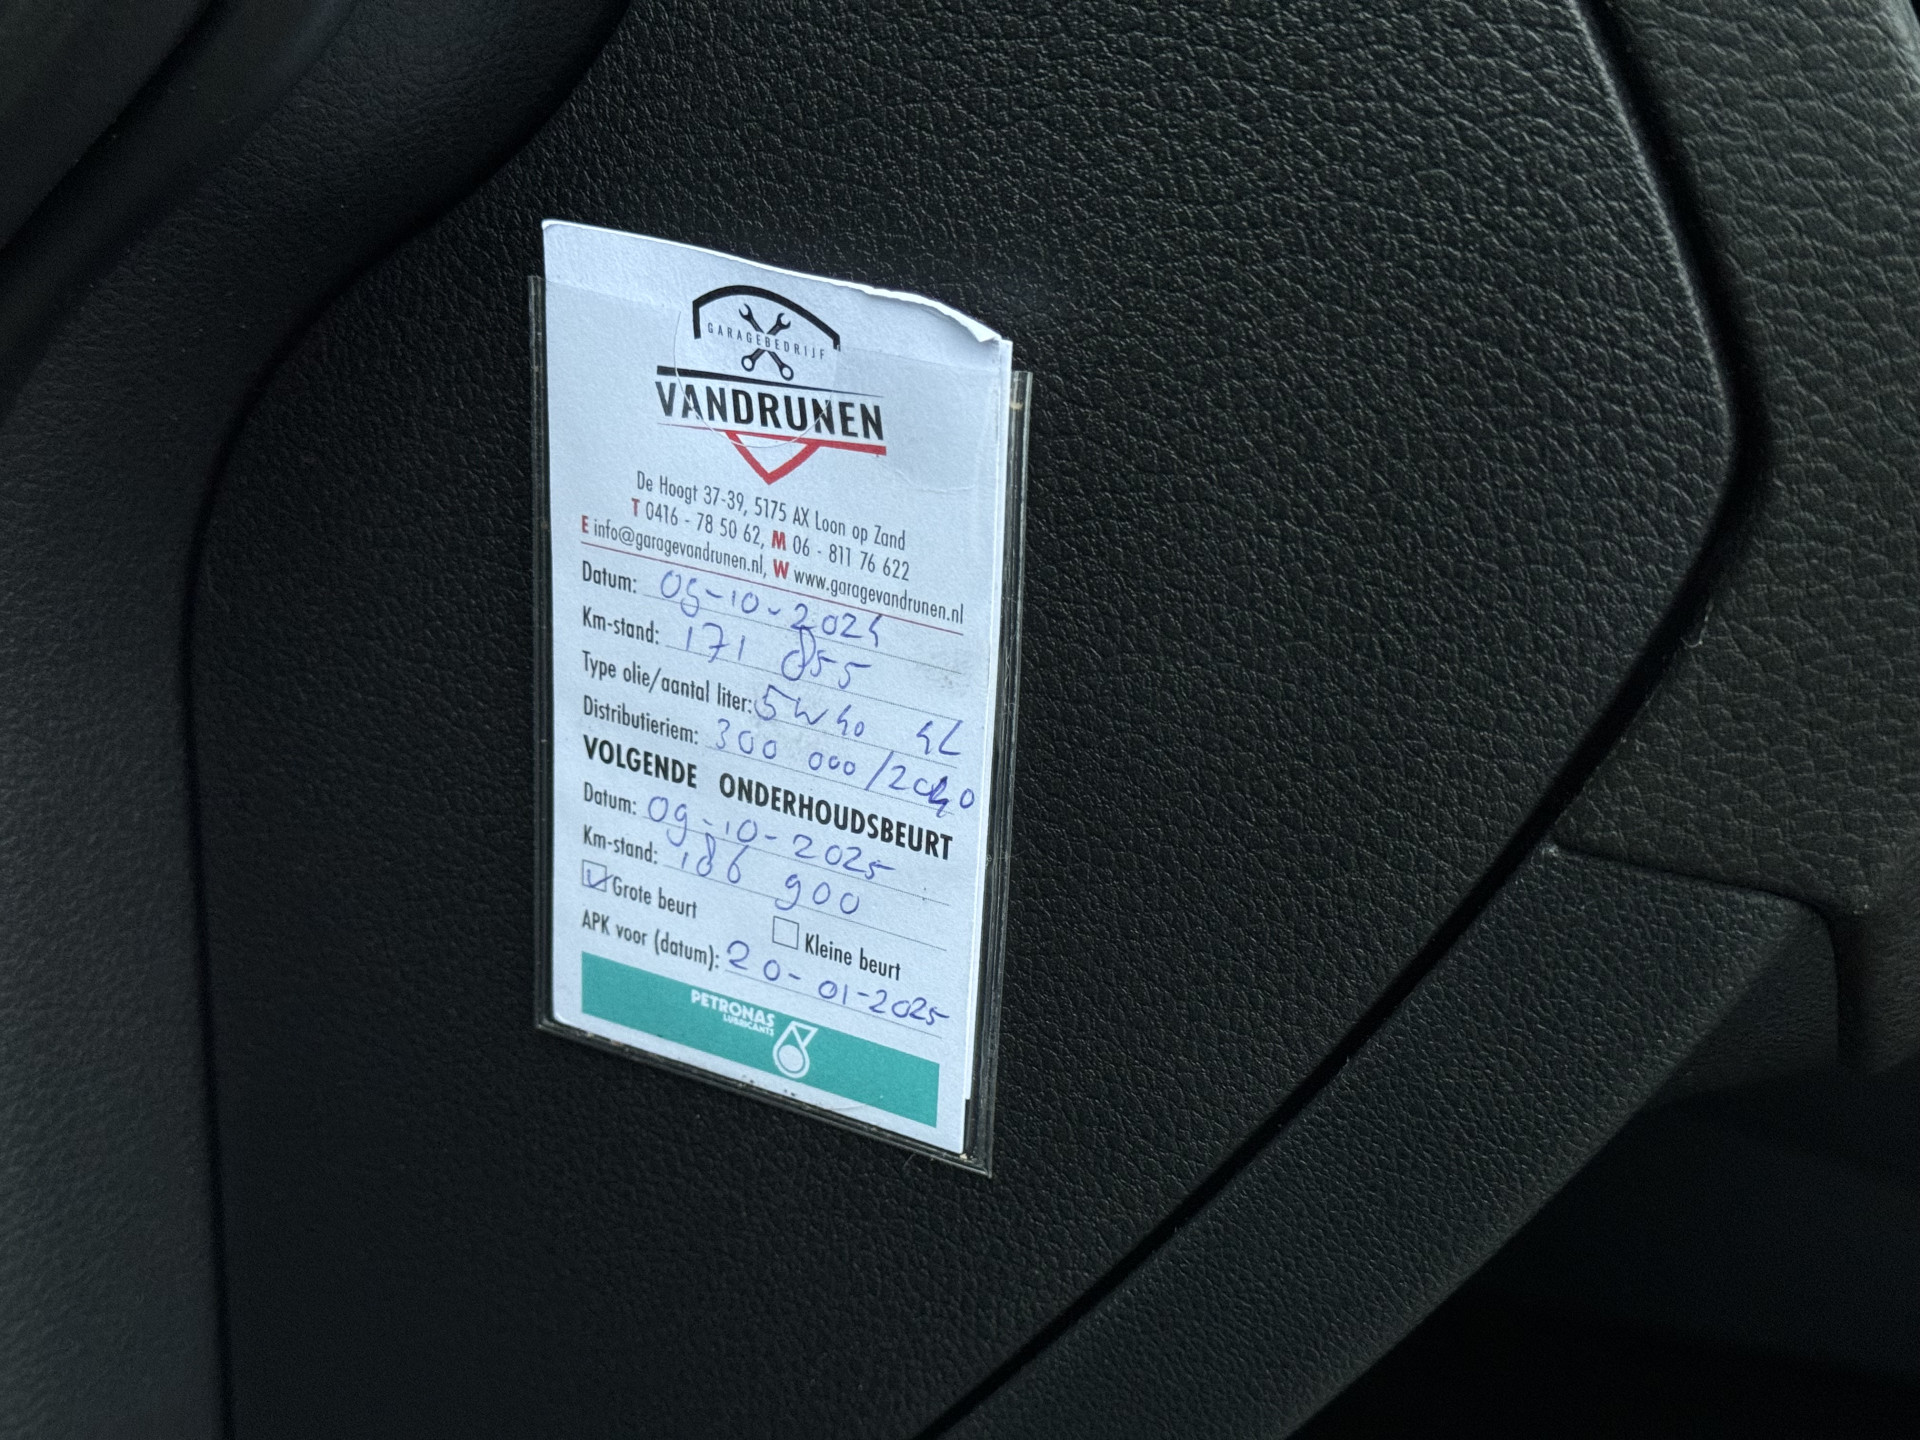 GARAGEBEDRIJF
VANDRUNEN
De Hoogt 37-39, 5175 AX Loon op Zand
T 0416 - 78 50 62, M 06 - 811 76 622
E info@garagevandrunen.nl, W www.garagevandrunen.nl
Datum: 09-10-2024
Km-stand: 171 855
Type olie/aantal liter: 5w40 4L
Distributieriem: 300 000 /2040
VOLGENDE ONDERHOUDSBEURT
Datum: 09-10-2025
Km-stand: 186 900
Grote beurt Kleine beurt
APK voor (datum): 20-01-2025
PETRONAS
LUBRICANTS